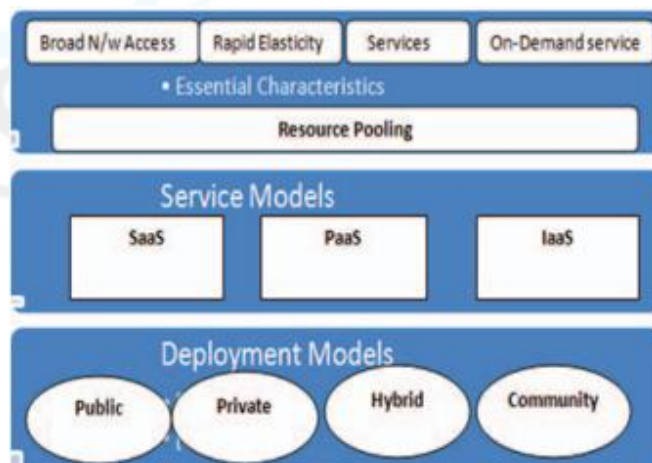 Broad N/w Access Rapid Elasticity Services On-Demand service
• Essential Characteristics
Resource Pooling
Service Models
SaaS PaaS IaaS
Deployment Models
Public Private Hybrid Community